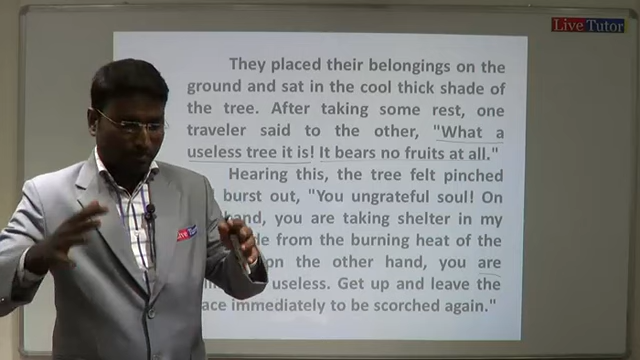 Live Tutor
They placed their belongings on the
ground and sat in the cool thick shade of
the tree. After taking some rest, one
traveler said to the other, "What a
useless tree it is! It bears no fruits at all."
Hearing this, the tree felt pinched
burst out, "You ungrateful soul! On
hand, you are taking shelter in my
from the burning heat of the
on the other hand, you are
useless. Get up and leave the
immediately to be scorched again."
Live Tutor